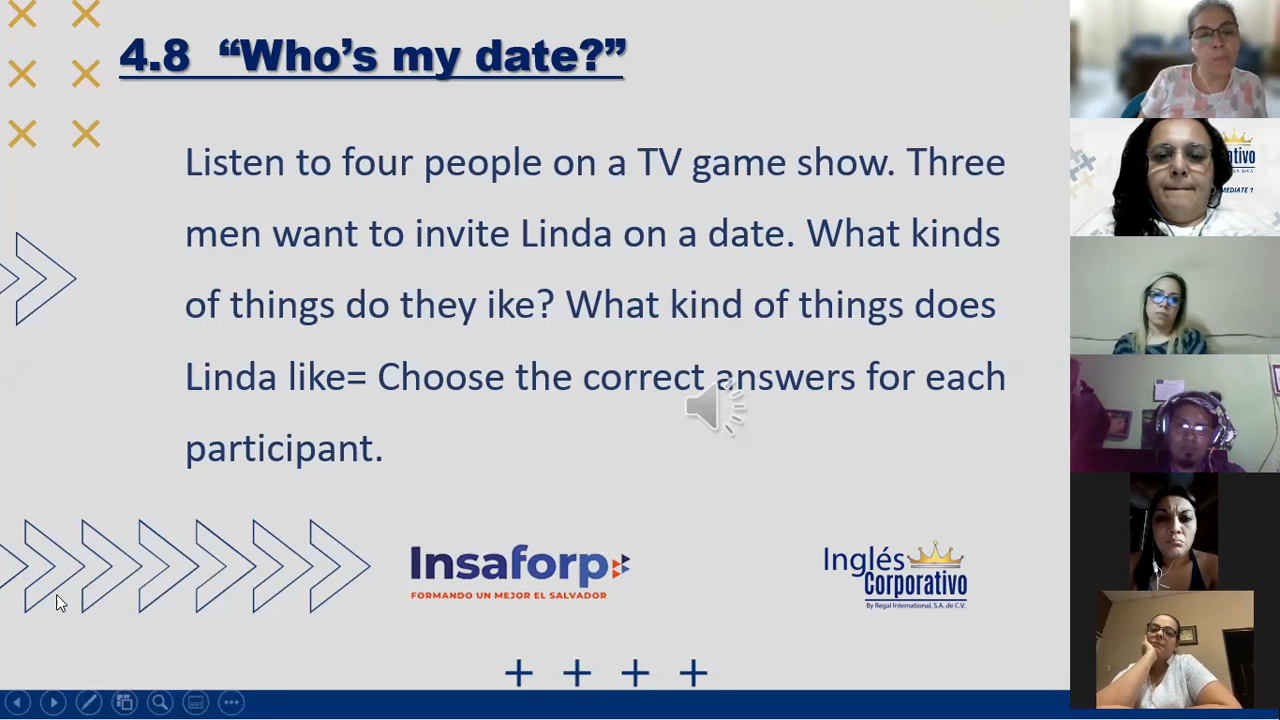 4.8 “Who’s my date?”
Listen to four people on a TV game show. Three
men want to invite Linda on a date. What kinds
of things do they ike? What kind of things does
Linda like= Choose the correct answers for each
participant.
Insaforp
FORMANDO UN MEJOR EL SALVADOR
Inglés
Corporativo
By Regal International, S.A. de C.V.